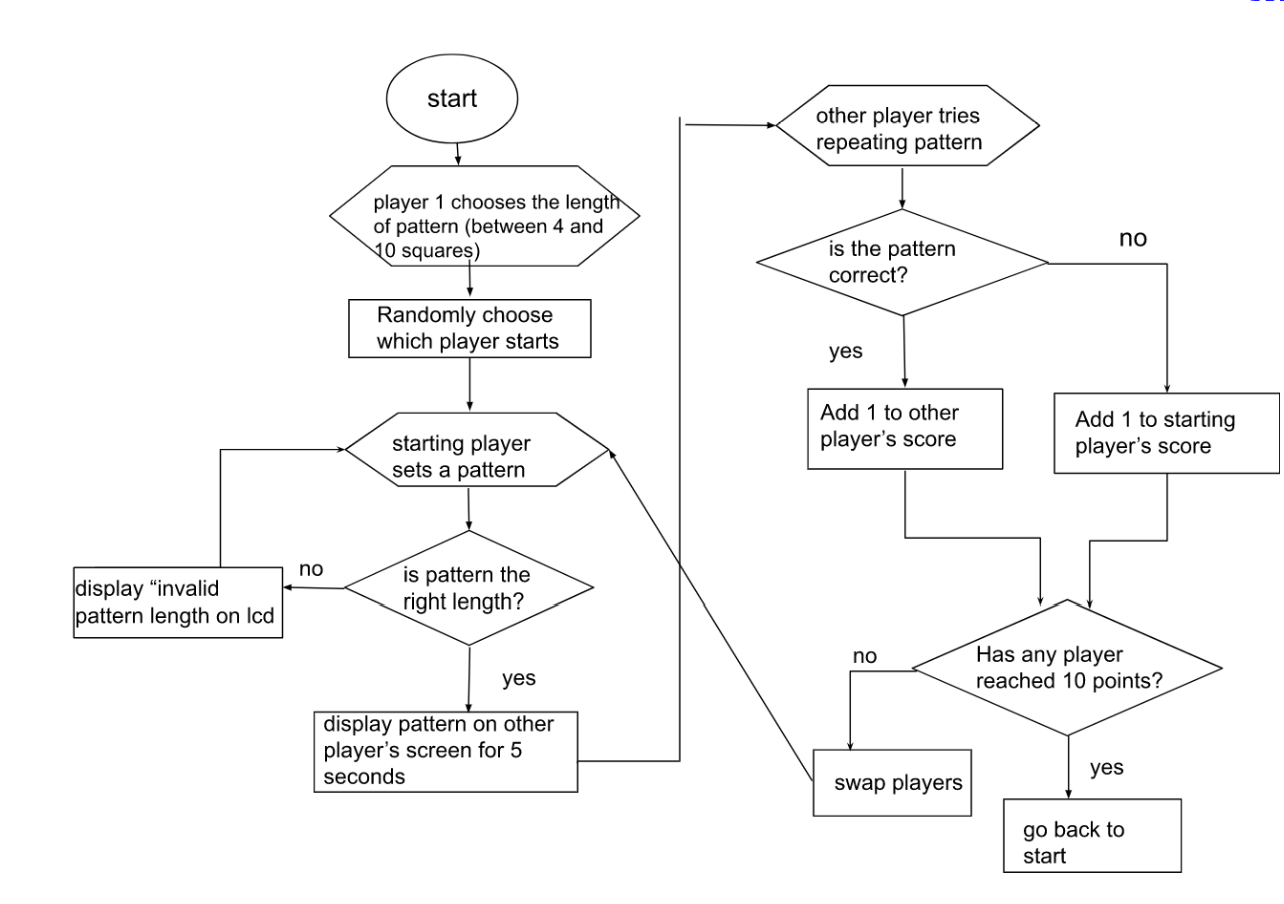 start
player 1 chooses the length
of pattern (between 4 and
10 squares)
Randomly choose
which player starts
starting player
sets a pattern
is pattern the
right length?
no
display “invalid
pattern length on lcd
yes
display pattern on other
player’s screen for 5
seconds
other player tries
repeating pattern
is the pattern
correct?
no
yes
Add 1 to other
player’s score
Add 1 to starting
player’s score
Has any player
reached 10 points?
no
swap players
yes
go back to
start